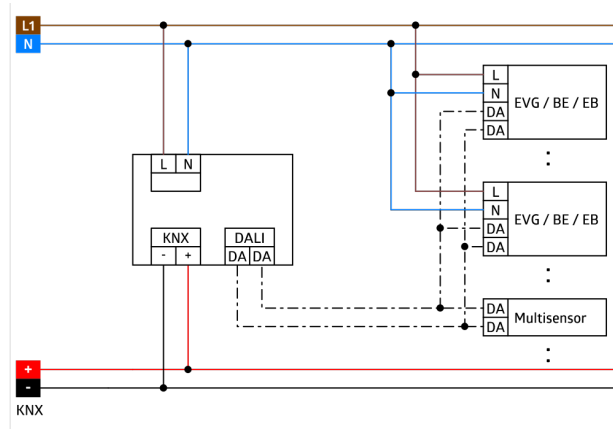 L1
N
L
N
DA
DA
EVG / BE / EB
:
L N
KNX
- +
DALI
DA DA
L
N
DA
DA
EVG / BE / EB
:
DA
DA
Multisensor
:
+
-
KNX